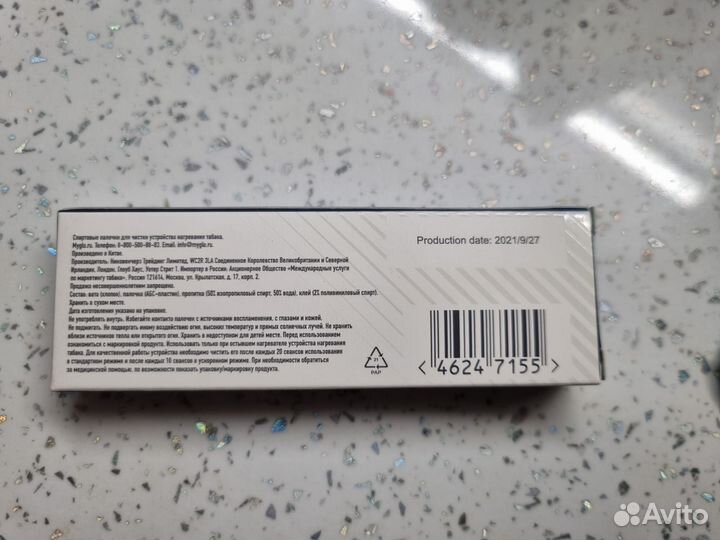 Спиртовые палочки для чистки устройства нагревания табака.
Myglo.ru. Телефон: 8-800-500-88-82. Email: info@myglo.ru.
Произведено в Китае.
Производитель: Никовенчерз Трейдинг Лимитед, WC2R 3LA Соединенное Королевство Великобритании и Северной
Ирландии, Лондон, Глоуб Хаус, Уотер Стрит 1. Импортер в России: Акционерное Общество «Международные услуги
по маркетингу табака», Россия 121614, Москва, ул. Крылатская, д. 17, корп. 2.
Продажа несовершеннолетним запрещена.
Состав: вата (хлопок), палочка (АБС-пластик), пропитка (50% изопропиловый спирт, 50% вода), клей (2% поливиниловый спирт).
Хранить в сухом месте.
Дата изготовления указана на упаковке.
Не употреблять внутрь. Избегайте контакта палочки с источниками воспламенения, с глазами и кожей.
Не поджигать. Не подвергать иному воздействию огня, высоких температур и прямых солнечных лучей. Не хранить
вблизи источников тепла или открытого огня. Хранить в недоступном для детей месте. Перед использованием
ознакомиться с маркировкой продукта. Использовать только при остывшем нагревателе устройства нагревания
табака. Для качественной работы устройства необходимо чистить его после каждых 20 сеансов использования
в стандартном режиме и после каждых 10 сеансов в ускоренном режиме. При необходимости обратиться
за медицинской помощью, по возможности показать упаковку/маркировку продукта.
Production date: 2021/9/27
21
PAP
< 4624 7155 >
Avito